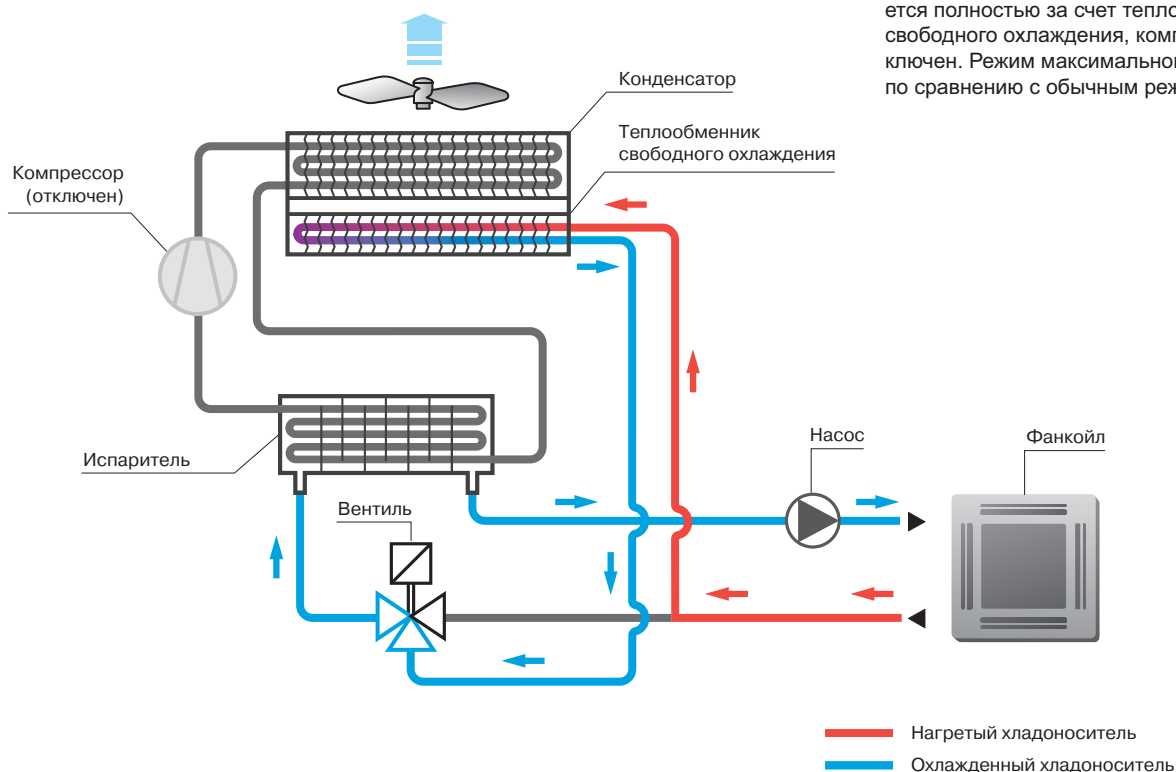 ется полностью за счет тепло
свободного охлаждения, комп
ключен. Режим максимально
по сравнению с обычным реж
Конденсатор
Теплообменник
свободного охлаждения
Компрессор
(отключен)
Испаритель
Вентиль
Насос
Фанкойл
Нагретый хладоноситель
Охлажденный хладоноситель